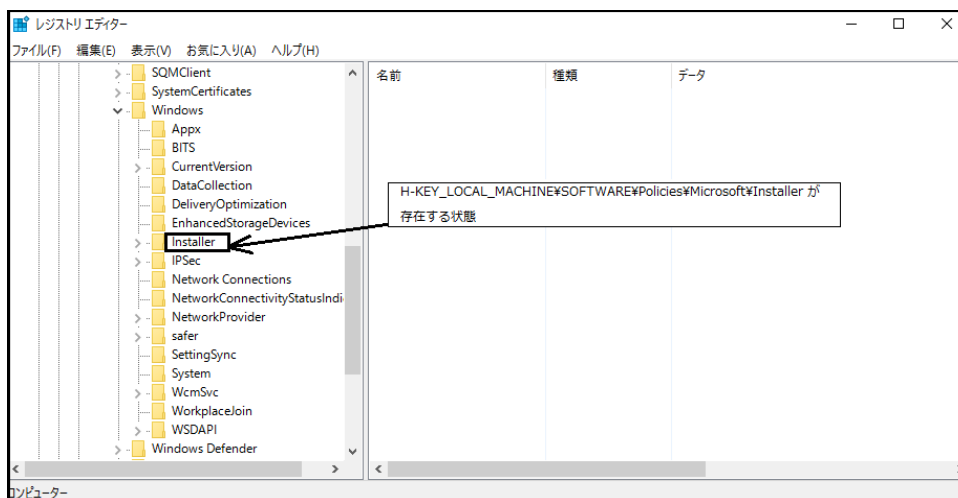 レジストリ エディター
ファイル(F) 編集(E) 表示(V) お気に入り(A) ヘルプ(H)
SQMClient
SystemCertificates
Windows
Appx
BITS
CurrentVersion
DataCollection
DeliveryOptimization
EnhancedStorageDevices
Installer
IPSec
Network Connections
NetworkConnectivityStatusIndi
NetworkProvider
safer
SettingSync
System
WcmSvc
WorkplaceJoin
WSDAPI
Windows Defender
名前 種類 データ
H-KEY_LOCAL_MACHINE¥SOFTWARE¥Policies¥Microsoft¥Installer が
存在する状態
コンピューター